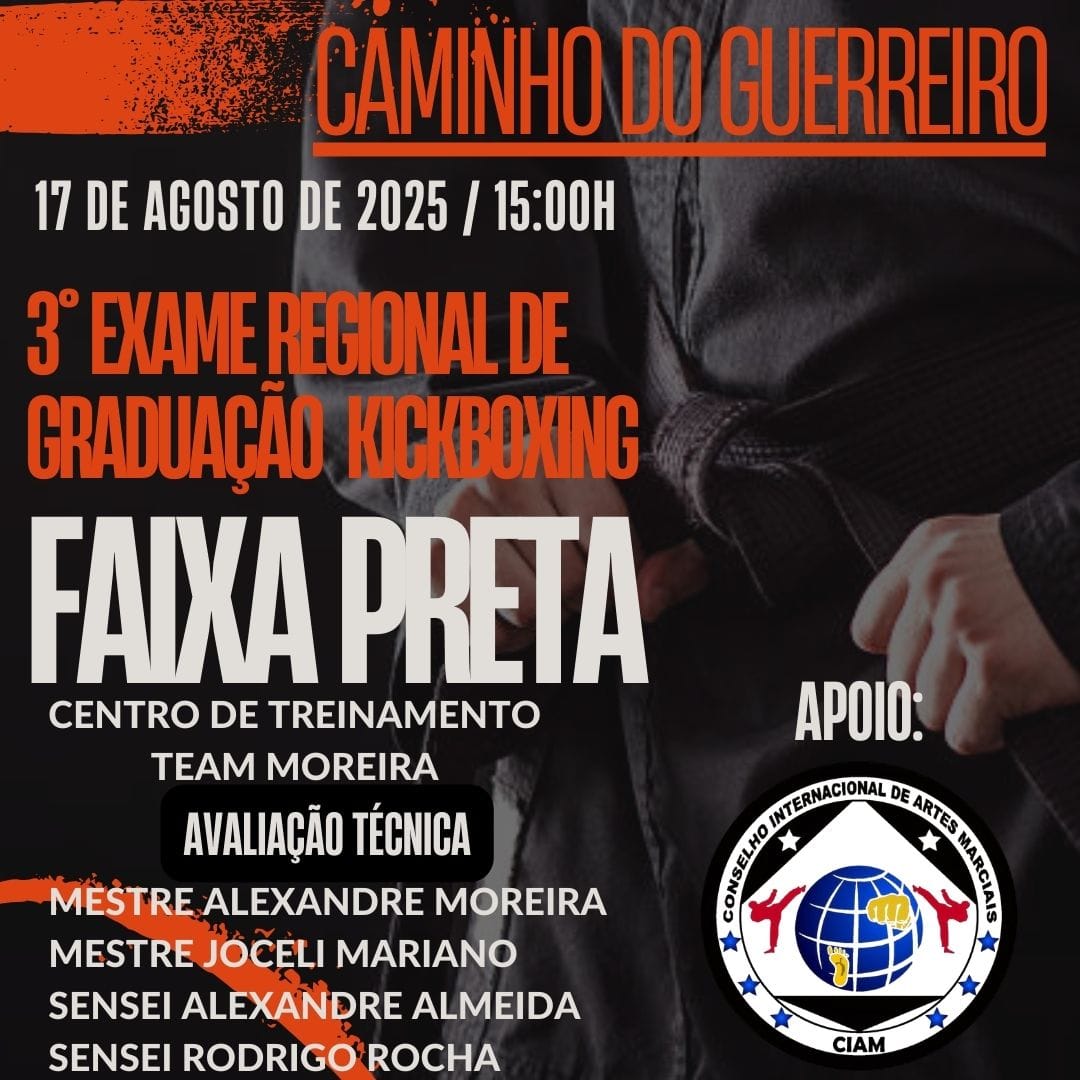 CAMINHO DO GUERREIRO
17 DE AGOSTO DE 2025 / 15:00H
3° EXAME REGIONAL DE
GRADUAÇÃO KICKBOXING
FAIXA PRETA
CENTRO DE TREINAMENTO
TEAM MOREIRA
AVALIAÇÃO TÉCNICA
MESTRE ALEXANDRE MOREIRA
MESTRE JOCELI MARIANO
SENSEI ALEXANDRE ALMEIDA
SENSEI RODRIGO ROCHA
APOIO:
CONSELHO INTERNACIONAL DE ARTES MARCIAIS
CIAM